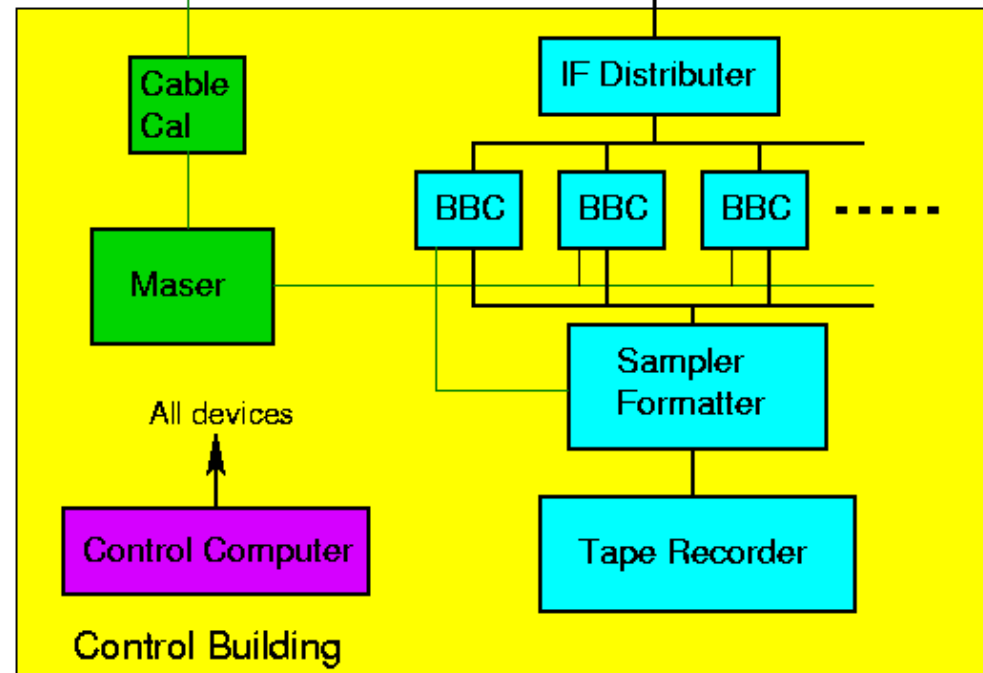 Cable
Cal
IF Distributer
BBC
BBC
BBC
Maser
Sampler
Formatter
All devices
Control Computer
Tape Recorder
Control Building